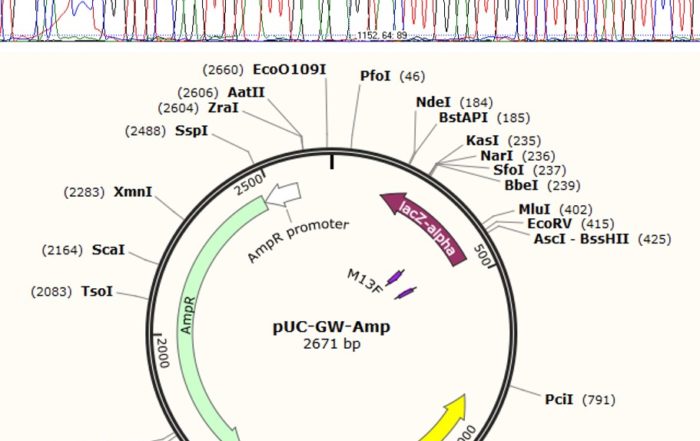 1152, 64: 89
(2660) EcoO109I
PfoI (46)
(2606) AatII
(2604) ZraI
(2488) SspI
NdeI (184)
BstAPI (185)
KasI (235)
NarI (236)
SfoI (237)
BbeI (239)
(2283) XmnI
MluI (402)
EcoRV (415)
AscI - BssHII (425)
(2164) ScaI
(2083) TsoI
2500
AmpR promoter
lacZ-alpha
500
M13F
AmpR
pUC-GW-Amp
2671 bp
2000
PciI (791)